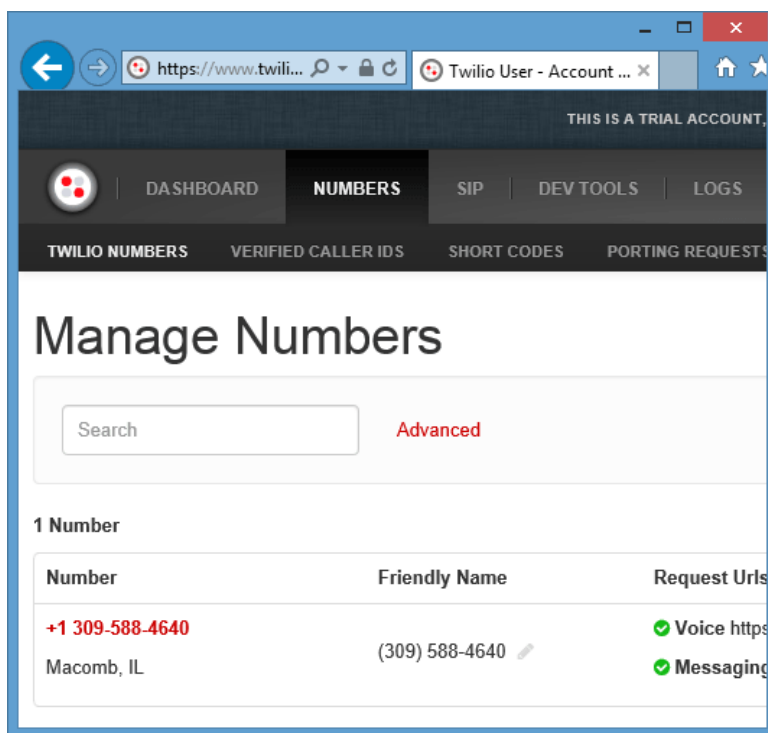 https://www.twili...
Twilio User - Account ...
THIS IS A TRIAL ACCOUNT,
DASHBOARD NUMBERS SIP DEV TOOLS LOGS
TWILIO NUMBERS VERIFIED CALLER IDS SHORT CODES PORTING REQUESTS
Manage Numbers
Search Advanced
1 Number
Number Friendly Name Request Urls
+1 309-588-4640 Voice https
(309) 588-4640
Macomb, IL Messaging